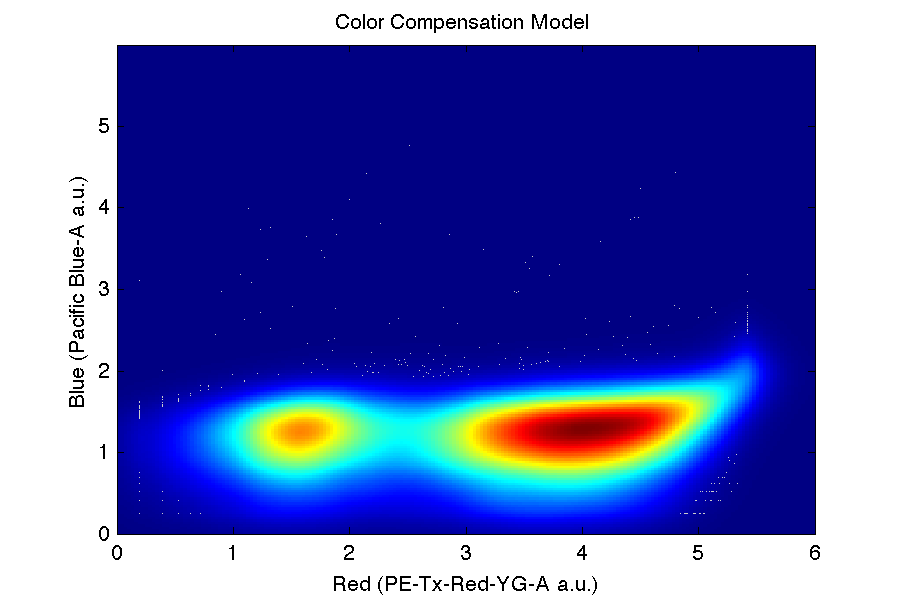 Color Compensation Model
Blue (Pacific Blue-A a.u.)
5
4
3
2
1
0
0 1 2 3 4 5 6
Red (PE-Tx-Red-YG-A a.u.)